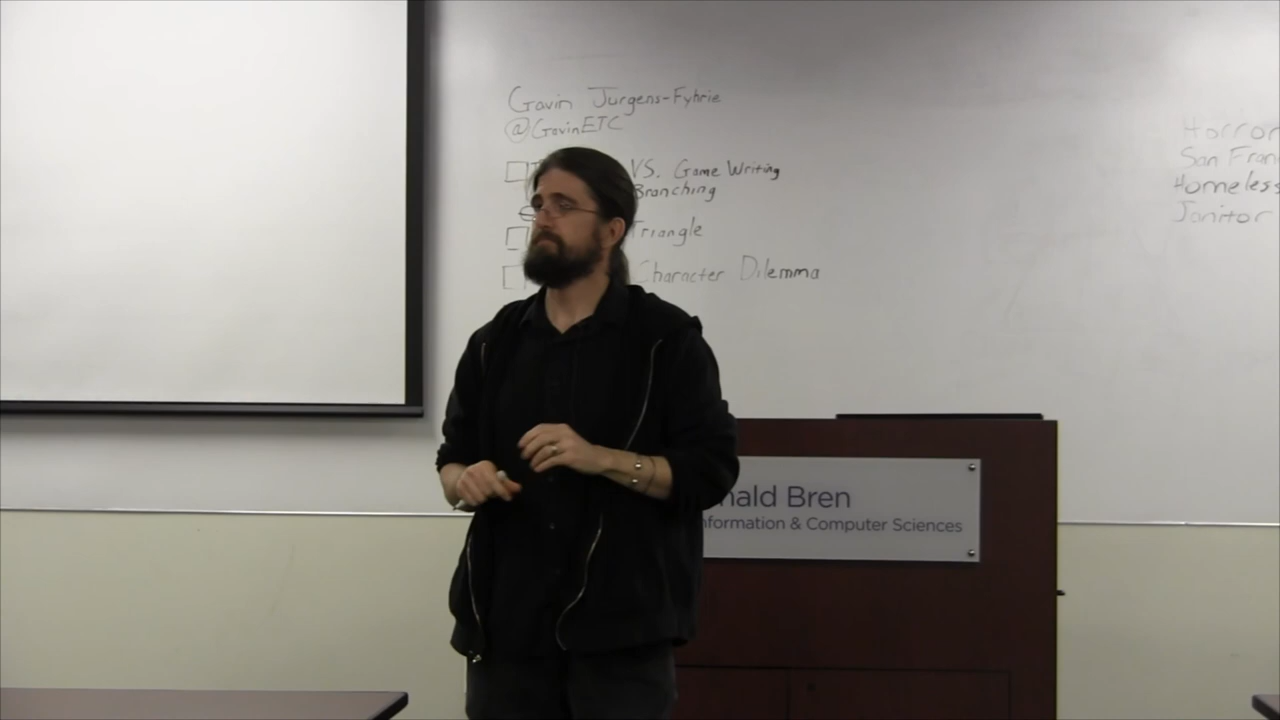 Gavin Jurgens-Fyhrie
@GavinETC
VS. Game Writing
Branching
Triangle
Character Dilemma
Horror
San Fran
Homeless
Janitor
nald Bren
nformation & Computer Sciences